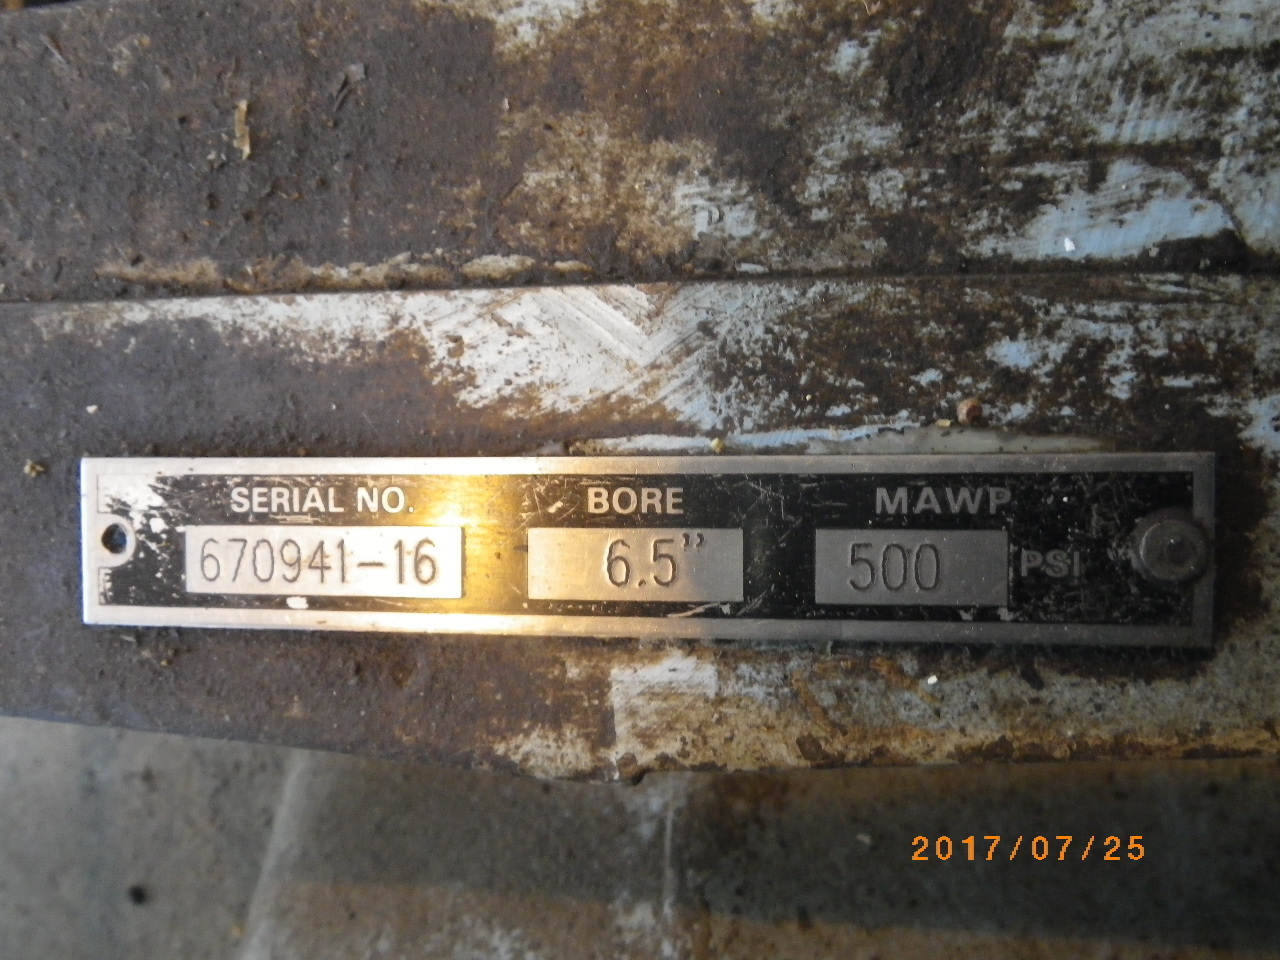 SERIAL NO. BORE MAWP
670941-16 6.5" 500 PSI
2017/07/25